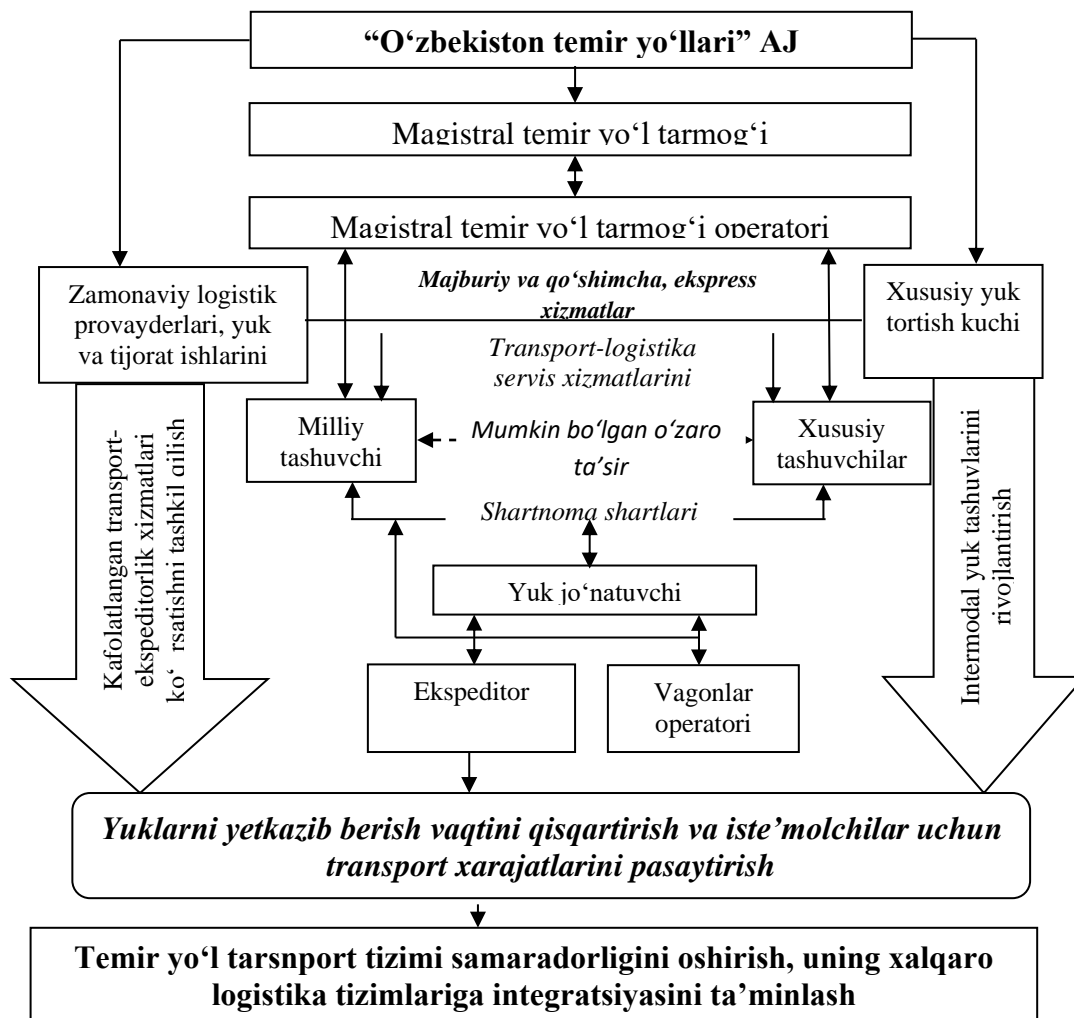 “O‘zbekiston temir yo‘llari” AJ
Magistral temir yo‘l tarmog‘i
Magistral temir yo‘l tarmog‘i operatori
Zamonaviy logistik
provayderlari, yuk
va tijorat ishlarini
Majburiy va qo‘shimcha, ekspress
xizmatlar
Xususiy yuk
tortish kuchi
Transport-logistika
servis xizmatlarini
Milliy
tashuvchi
Mumkin bo‘lgan o‘zaro
ta’sir
Xususiy
tashuvchilar
Shartnoma shartlari
Yuk jo‘natuvchi
Ekspeditor
Vagonlar
operatori
Kafolatlangan transport-
ekspeditorlik xizmatlari
ko‘ rsatishni tashkil qilish
Intermodal yuk tashuvlarini
rivojlantirish
Yuklarni yetkazib berish vaqtini qisqartirish va iste’molchilar uchun
transport xarajatlarini pasaytirish
Temir yo‘l tarsnport tizimi samaradorligini oshirish, uning xalqaro
logistika tizimlariga integratsiyasini ta’minlash